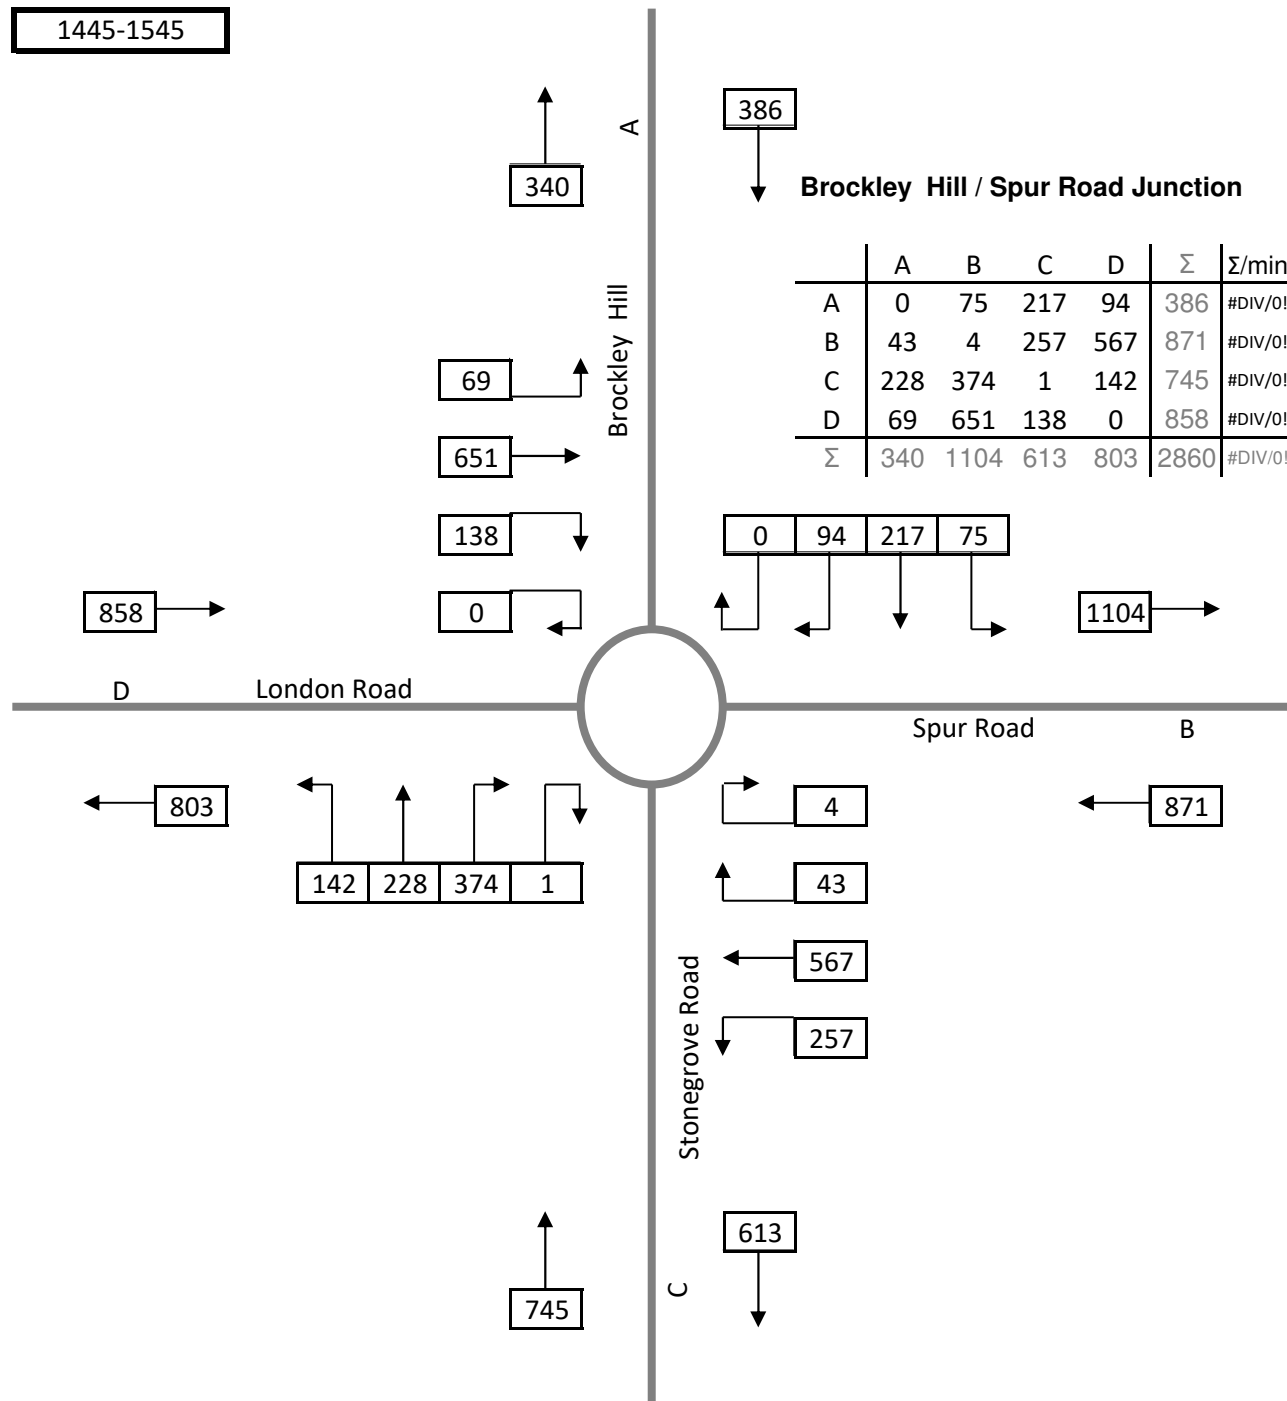 1445-1545
386
A
340
Brockley Hill / Spur Road Junction
A B C D Σ Σ/min
A 0 75 217 94 386 #DIV/0!
B 43 4 257 567 871 #DIV/0!
C 228 374 1 142 745 #DIV/0!
D 69 651 138 0 858 #DIV/0!
Σ 340 1104 613 803 2860 #DIV/0!
Brockley Hill
69
651
138
0 94 217 75
858
0
1104
D London Road
Spur Road B
803
4
871
142 228 374 1
43
567
Stonegrove Road
257
613
C
745